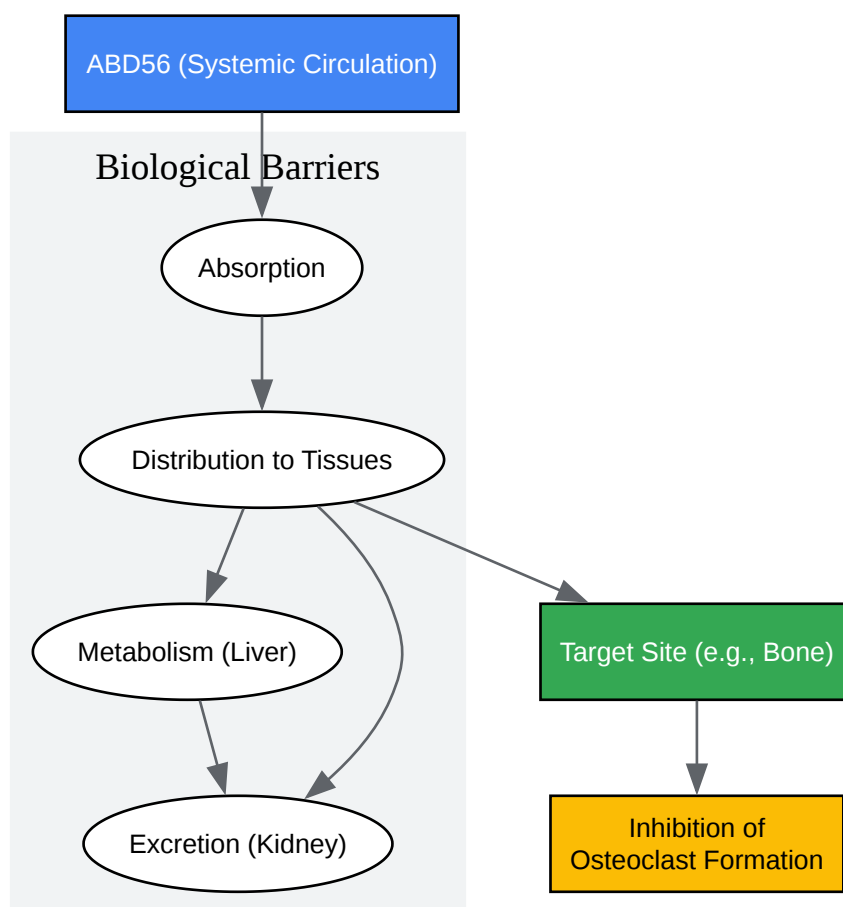 ABD56 (Systemic Circulation)
Biological Barriers
Absorption
Distribution to Tissues
Metabolism (Liver)
Target Site (e.g., Bone)
Excretion (Kidney)
Inhibition of
Osteoclast Formation